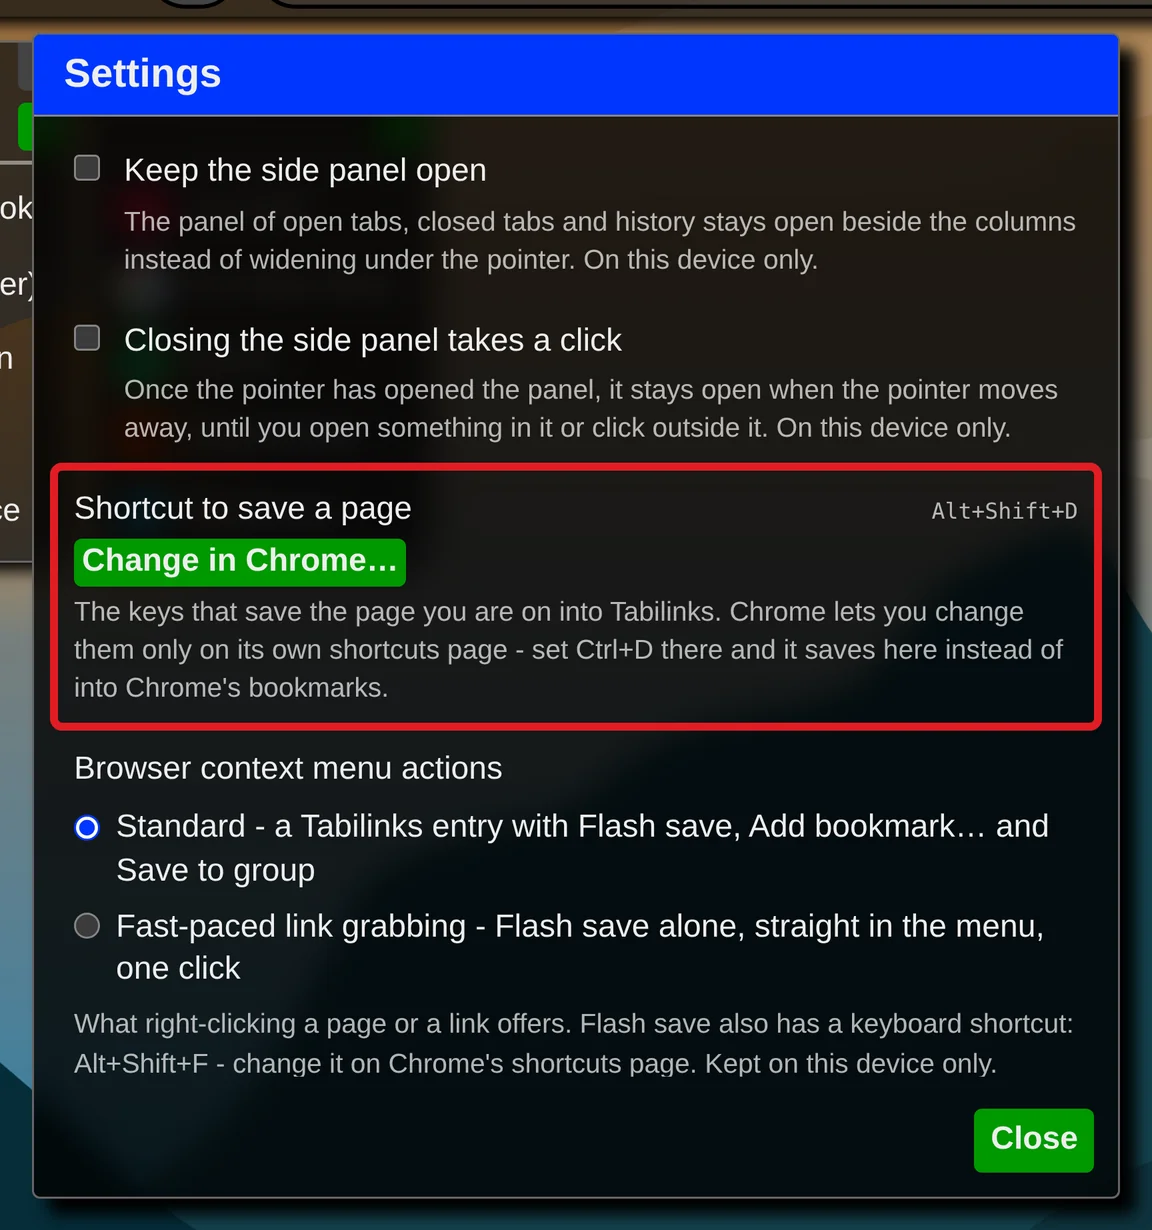 Settings
Keep the side panel open
The panel of open tabs, closed tabs and history stays open beside the columns
instead of widening under the pointer. On this device only.
Closing the side panel takes a click
Once the pointer has opened the panel, it stays open when the pointer moves
away, until you open something in it or click outside it. On this device only.
Shortcut to save a page
Alt+Shift+D
Change in Chrome…
The keys that save the page you are on into Tabilinks. Chrome lets you change
them only on its own shortcuts page - set Ctrl+D there and it saves here instead of
into Chrome's bookmarks.
Browser context menu actions
Standard - a Tabilinks entry with Flash save, Add bookmark… and
Save to group
Fast-paced link grabbing - Flash save alone, straight in the menu,
one click
What right-clicking a page or a link offers. Flash save also has a keyboard shortcut:
Alt+Shift+F - change it on Chrome's shortcuts page. Kept on this device only.
Close